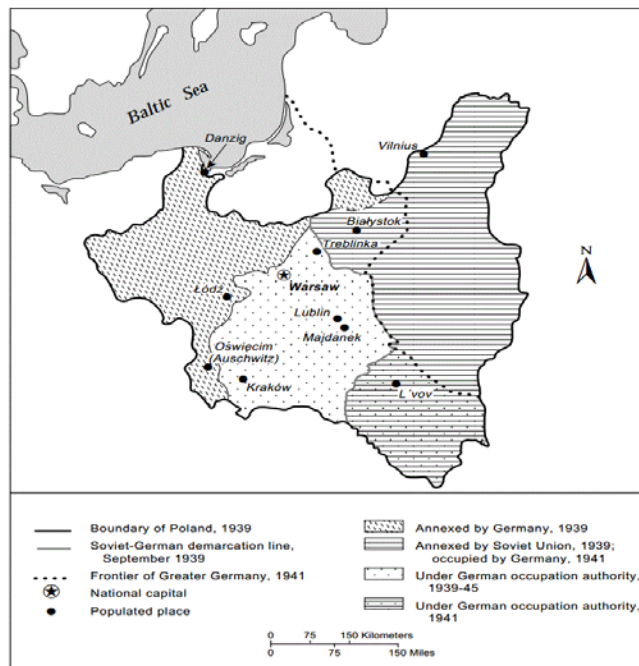 Baltic Sea
Danzig
Vilnius
Białystok
Treblinka
N
Warsaw
Łódź
Lublin
Majdanek
Oświęcim
(Auschwitz)
Kraków
L'vov
Boundary of Poland, 1939
Soviet-German demarcation line,
September 1939
Frontier of Greater Germany, 1941
National capital
Populated place
Annexed by Germany, 1939
Annexed by Soviet Union, 1939;
occupied by Germany, 1941
Under German occupation authority,
1939-45
Under German occupation authority,
1941
0 75 150 Kilometers
0 75 150 Miles